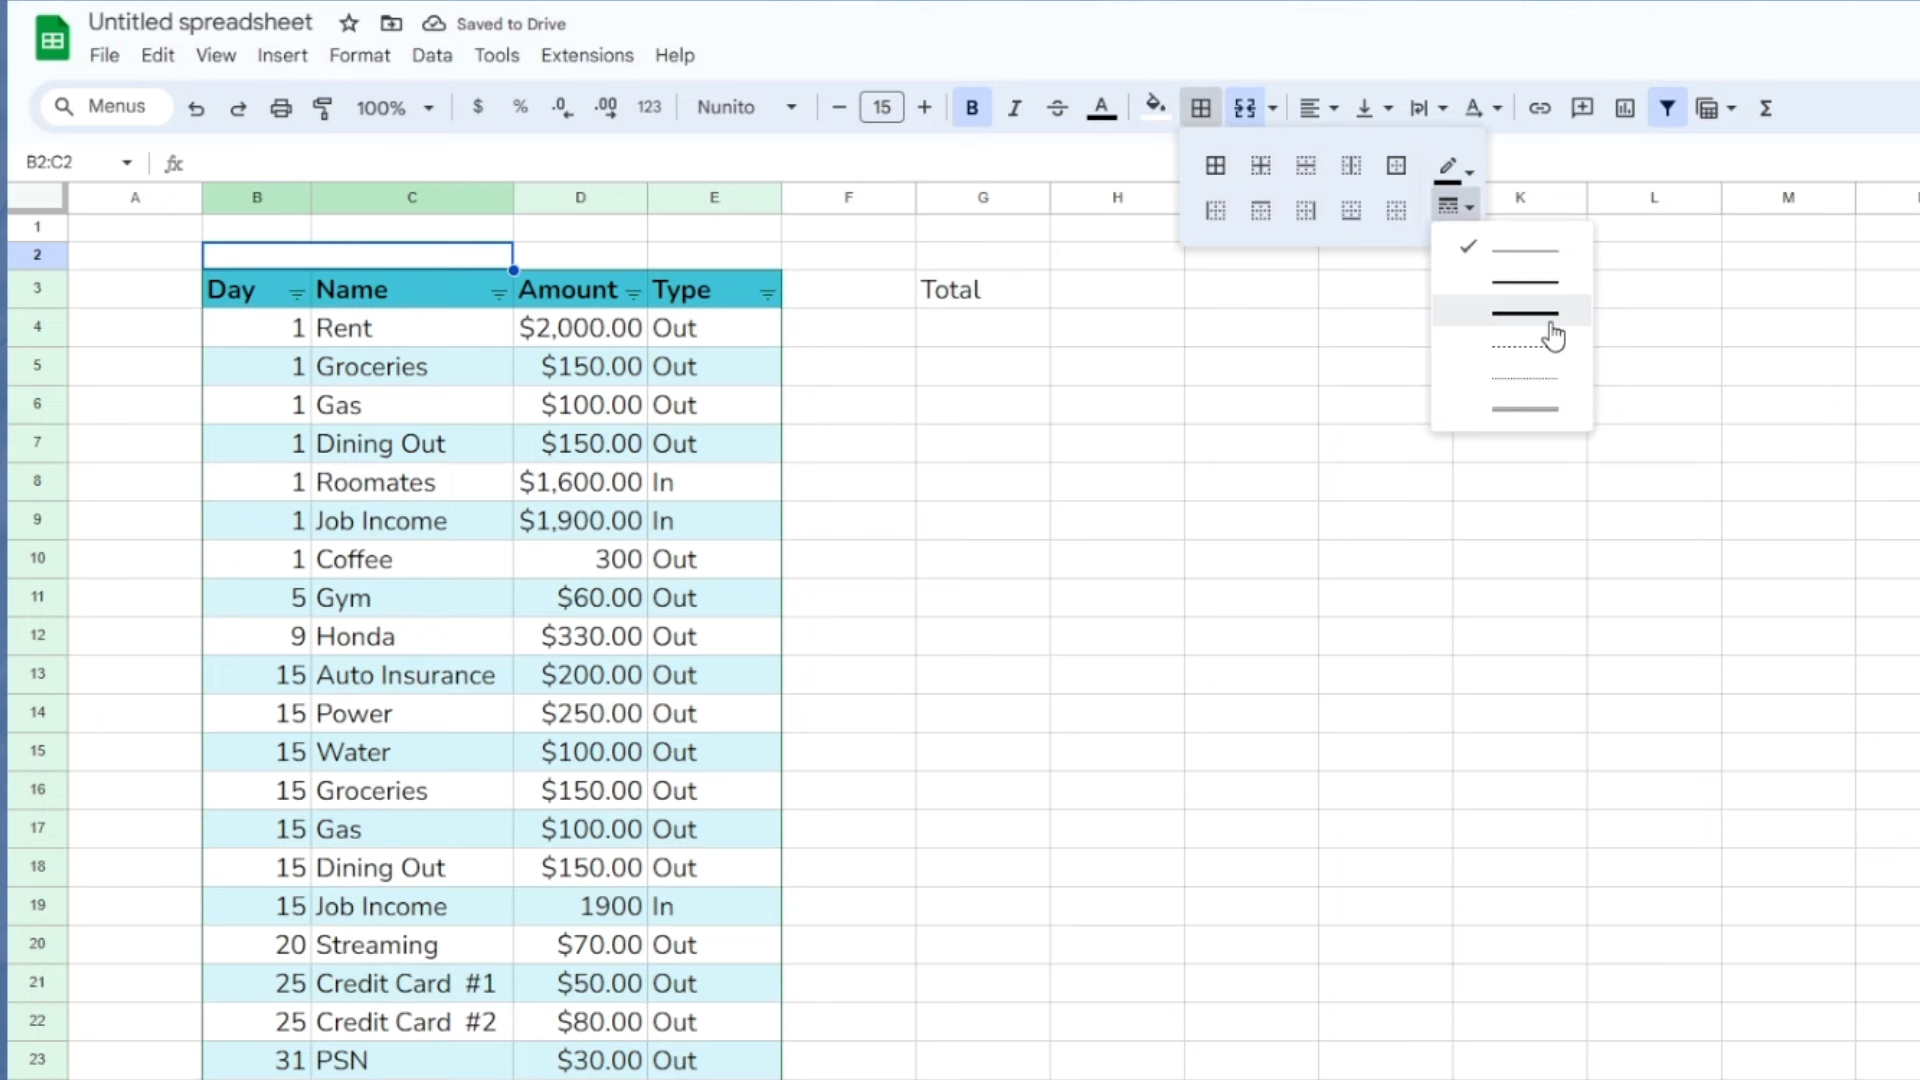 Untitled spreadsheet Saved to Drive
File Edit View Insert Format Data Tools Extensions Help
Menus 100% $ % .0 .00 123 Nunito 15 B I A
B2:C2 fx
A B C D E F G H K L M
1
2
3 Day Name Amount Type Total
4 1 Rent $2,000.00 Out
5 1 Groceries $150.00 Out
6 1 Gas $100.00 Out
7 1 Dining Out $150.00 Out
8 1 Roomates $1,600.00 In
9 1 Job Income $1,900.00 In
10 1 Coffee 300 Out
11 5 Gym $60.00 Out
12 9 Honda $330.00 Out
13 15 Auto Insurance $200.00 Out
14 15 Power $250.00 Out
15 15 Water $100.00 Out
16 15 Groceries $150.00 Out
17 15 Gas $100.00 Out
18 15 Dining Out $150.00 Out
19 15 Job Income 1900 In
20 20 Streaming $70.00 Out
21 25 Credit Card #1 $50.00 Out
22 25 Credit Card #2 $80.00 Out
23 31 PSN $30.00 Out